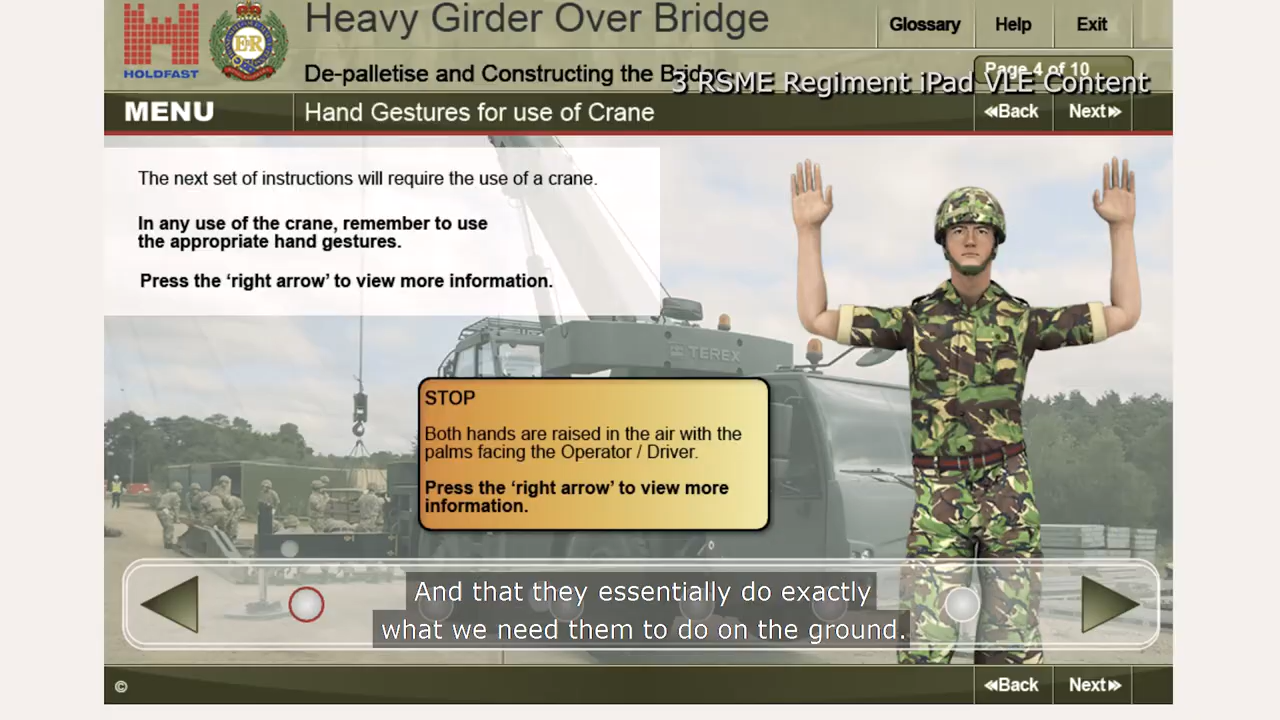 Heavy Girder Over Bridge
Glossary
Help
Exit
E II R
HOLDFAST
De-palletise and Constructing the Bridge
Page 4 of 10
3 RSME Regiment iPad VLE Content
MENU
Hand Gestures for use of Crane
Back
Next
The next set of instructions will require the use of a crane.
In any use of the crane, remember to use
the appropriate hand gestures.
Press the ‘right arrow’ to view more information.
TEREX
STOP
Both hands are raised in the air with the
palms facing the Operator / Driver.
Press the ‘right arrow’ to view more
information.
And that they essentially do exactly
what we need them to do on the ground.
©
Back
Next